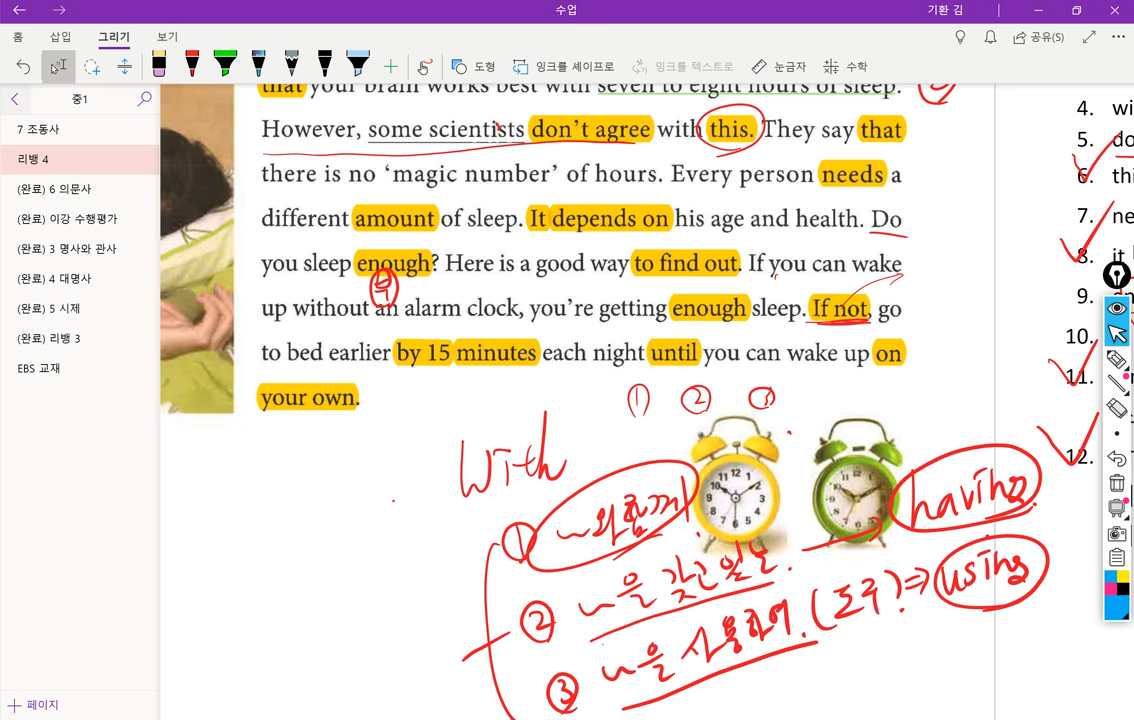 수업
기환 김
홈 삽입 그리기 보기
공유(S)
도형 잉크를 셰이프로 잉크를 텍스트로 눈금자 수학
중1
7 조동사
리뱅 4
(완료) 6 의문사
(완료) 이강 수행평가
(완료) 3 명사와 관사
(완료) 4 대명사
(완료) 5 시제
(완료) 리뱅 3
EBS 교재
페이지
that your brain works best with seven to eight hours of sleep.
However, some scientists don't agree with this. They say that
there is no ‘magic number’ of hours. Every person needs a
different amount of sleep. It depends on his age and health. Do
you sleep enough? Here is a good way to find out. If you can wake
부
up without an alarm clock, you're getting enough sleep. If not, go
to bed earlier by 15 minutes each night until you can wake up on
your own.
① ② ③
With
① ~와 함께
having
② ~을 갖고 있는
③ ~을 사용하여. (도구) ⇒ using
4. wi
5. do
6. thi
7. ne
8. it
9.
10.
11.
12.